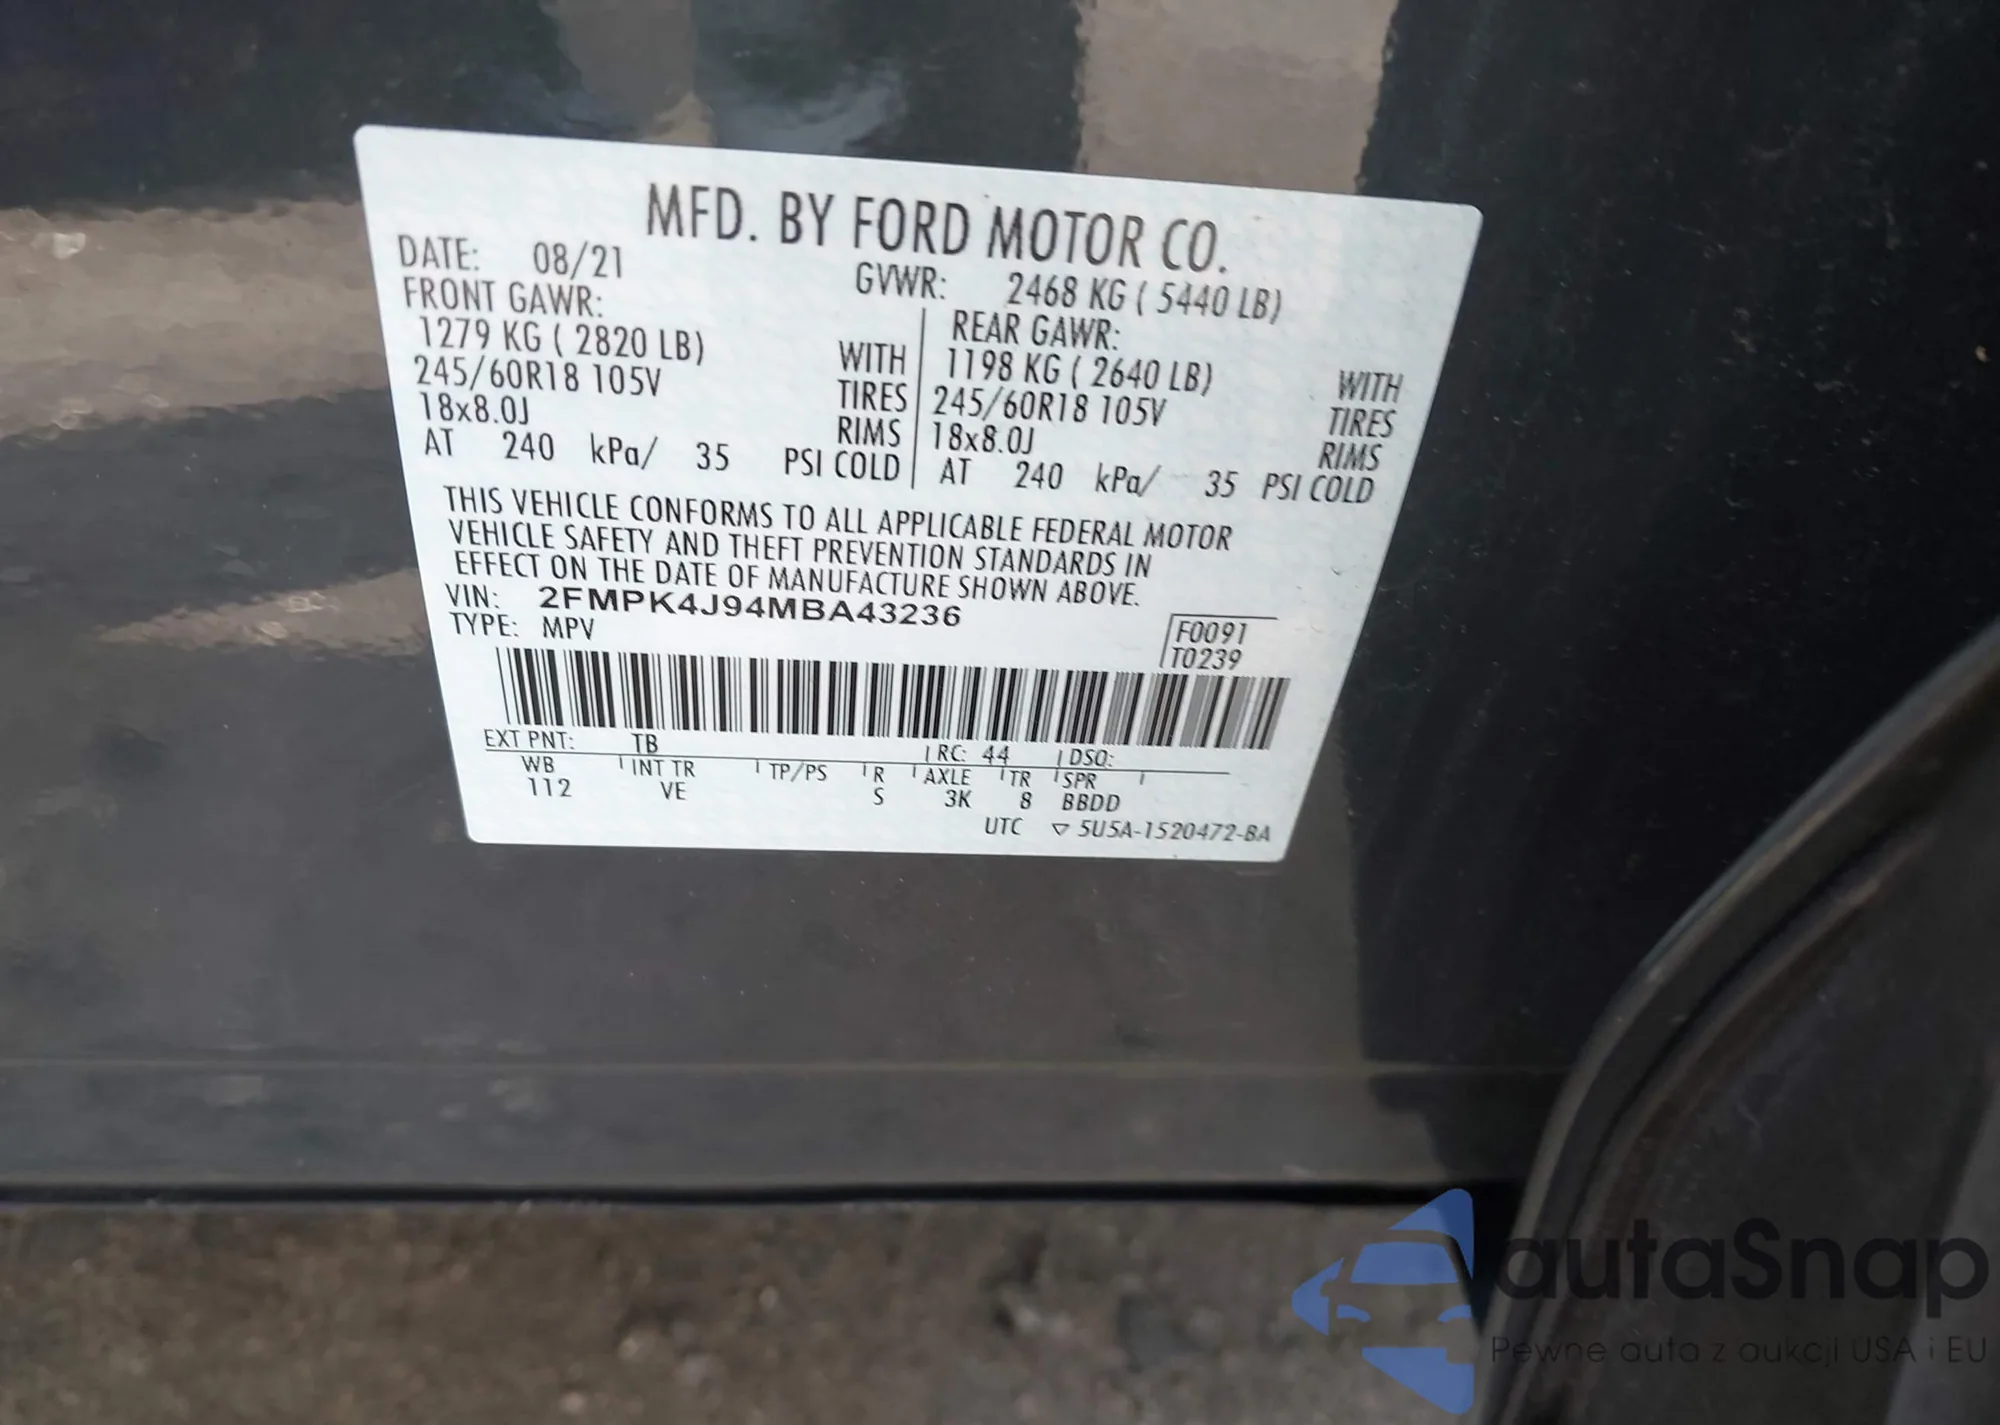 MFD. BY FORD MOTOR CO.
DATE: 08/21 GVWR: 2468 KG ( 5440 LB)
FRONT GAWR: REAR GAWR:
1279 KG ( 2820 LB) WITH 1198 KG ( 2640 LB) WITH
245/60R18 105V TIRES 245/60R18 105V TIRES
18x8.0J RIMS 18x8.0J RIMS
AT 240 kPa/ 35 PSI COLD AT 240 kPa/ 35 PSI COLD
THIS VEHICLE CONFORMS TO ALL APPLICABLE FEDERAL MOTOR
VEHICLE SAFETY AND THEFT PREVENTION STANDARDS IN
EFFECT ON THE DATE OF MANUFACTURE SHOWN ABOVE.
VIN: 2FMPK4J94MBA43236
TYPE: MPV
F0091
T0239
EXT PNT: TB RC: 44 DSO:
WB INT TR TP/PS R AXLE TR SPR
112 VE S 3K 8 BBDD
UTC ▽ 5U5A-1520472-BA
autaSnap
Pewne auta z aukcji USA i EU